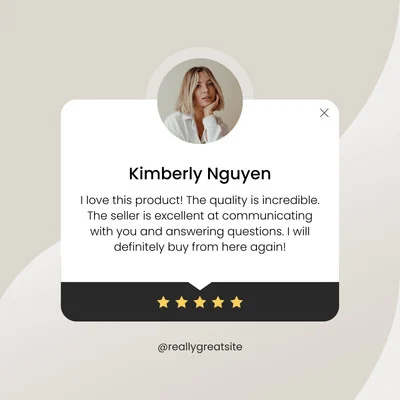 Kimberly Nguyen
I love this product! The quality is incredible.
The seller is excellent at communicating
with you and answering questions. I will
definitely buy from here again!
@reallygreatsite